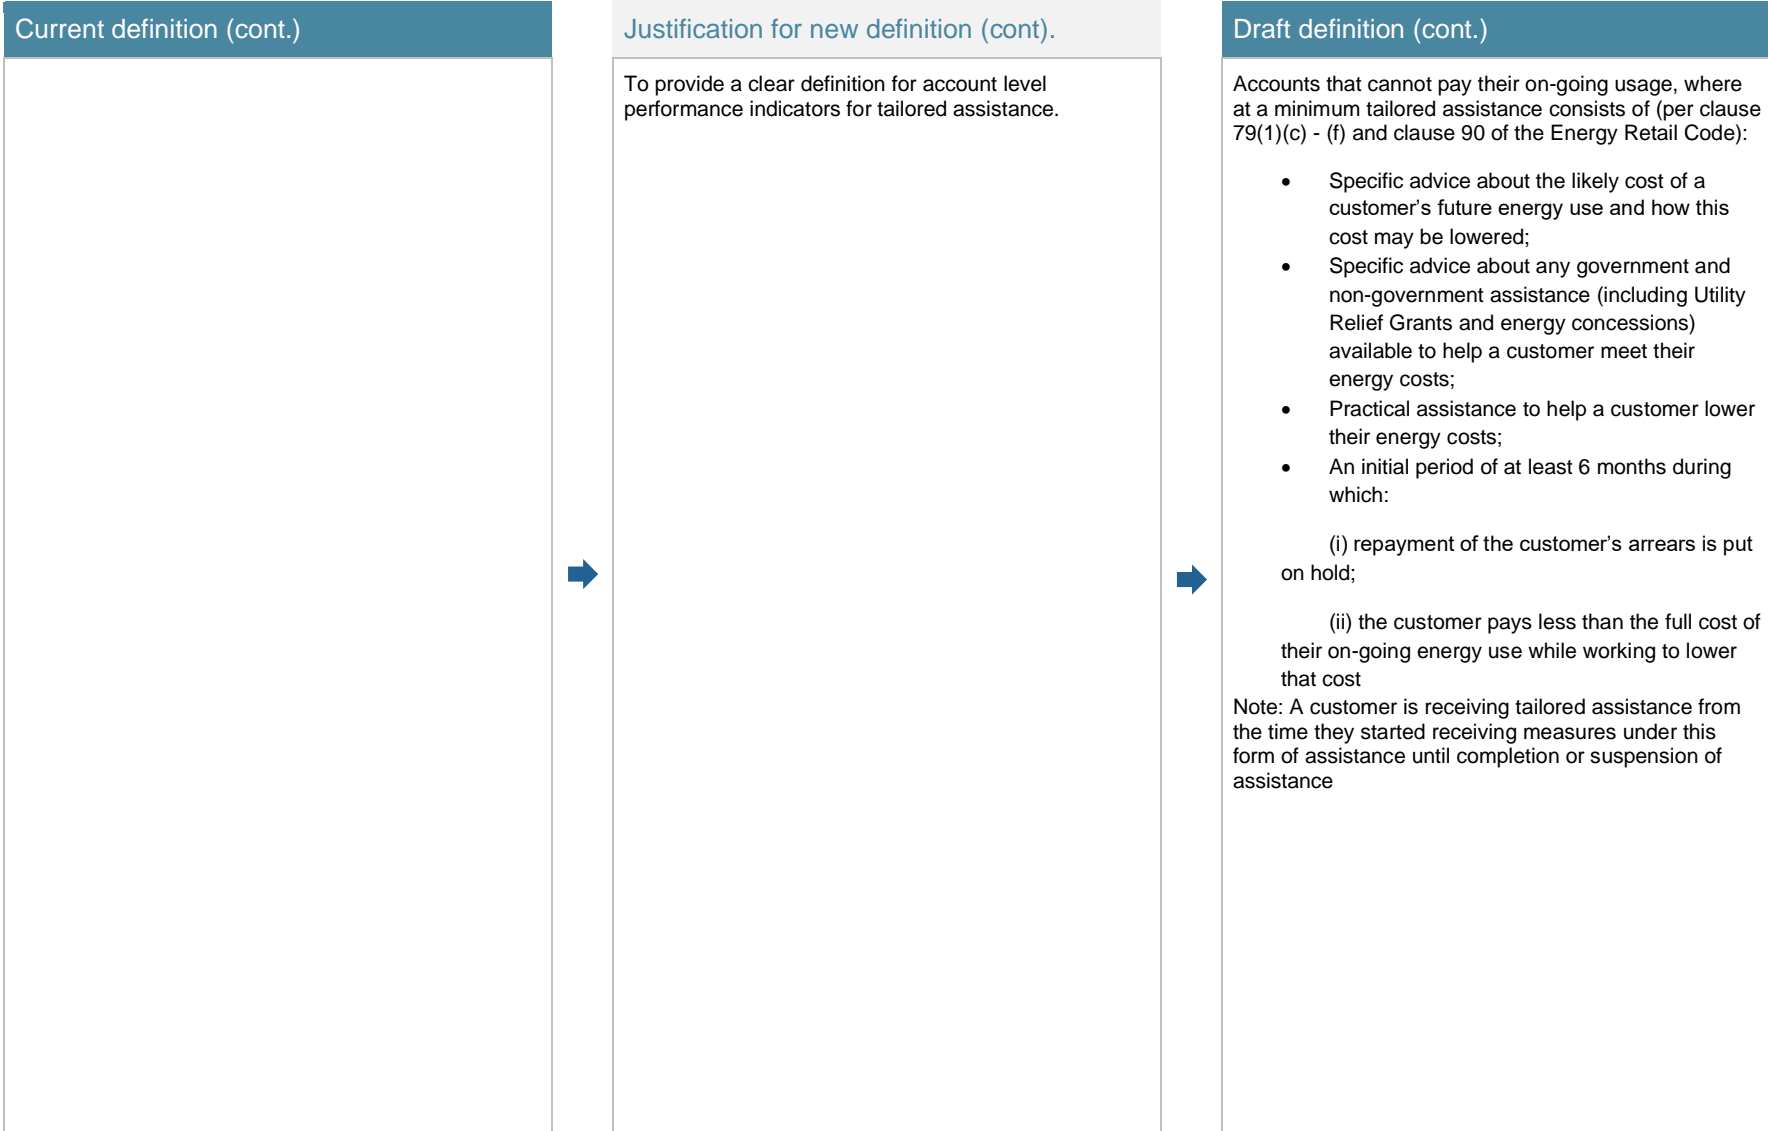 Current definition (cont.)
Justification for new definition (cont).
To provide a clear definition for account level
performance indicators for tailored assistance.
Draft definition (cont.)
Accounts that cannot pay their on-going usage, where
at a minimum tailored assistance consists of (per clause
79(1)(c) - (f) and clause 90 of the Energy Retail Code):
• Specific advice about the likely cost of a
customer’s future energy use and how this
cost may be lowered;
• Specific advice about any government and
non-government assistance (including Utility
Relief Grants and energy concessions)
available to help a customer meet their
energy costs;
• Practical assistance to help a customer lower
their energy costs;
• An initial period of at least 6 months during
which:
(i) repayment of the customer’s arrears is put
on hold;
(ii) the customer pays less than the full cost of
their on-going energy use while working to lower
that cost
Note: A customer is receiving tailored assistance from
the time they started receiving measures under this
form of assistance until completion or suspension of
assistance